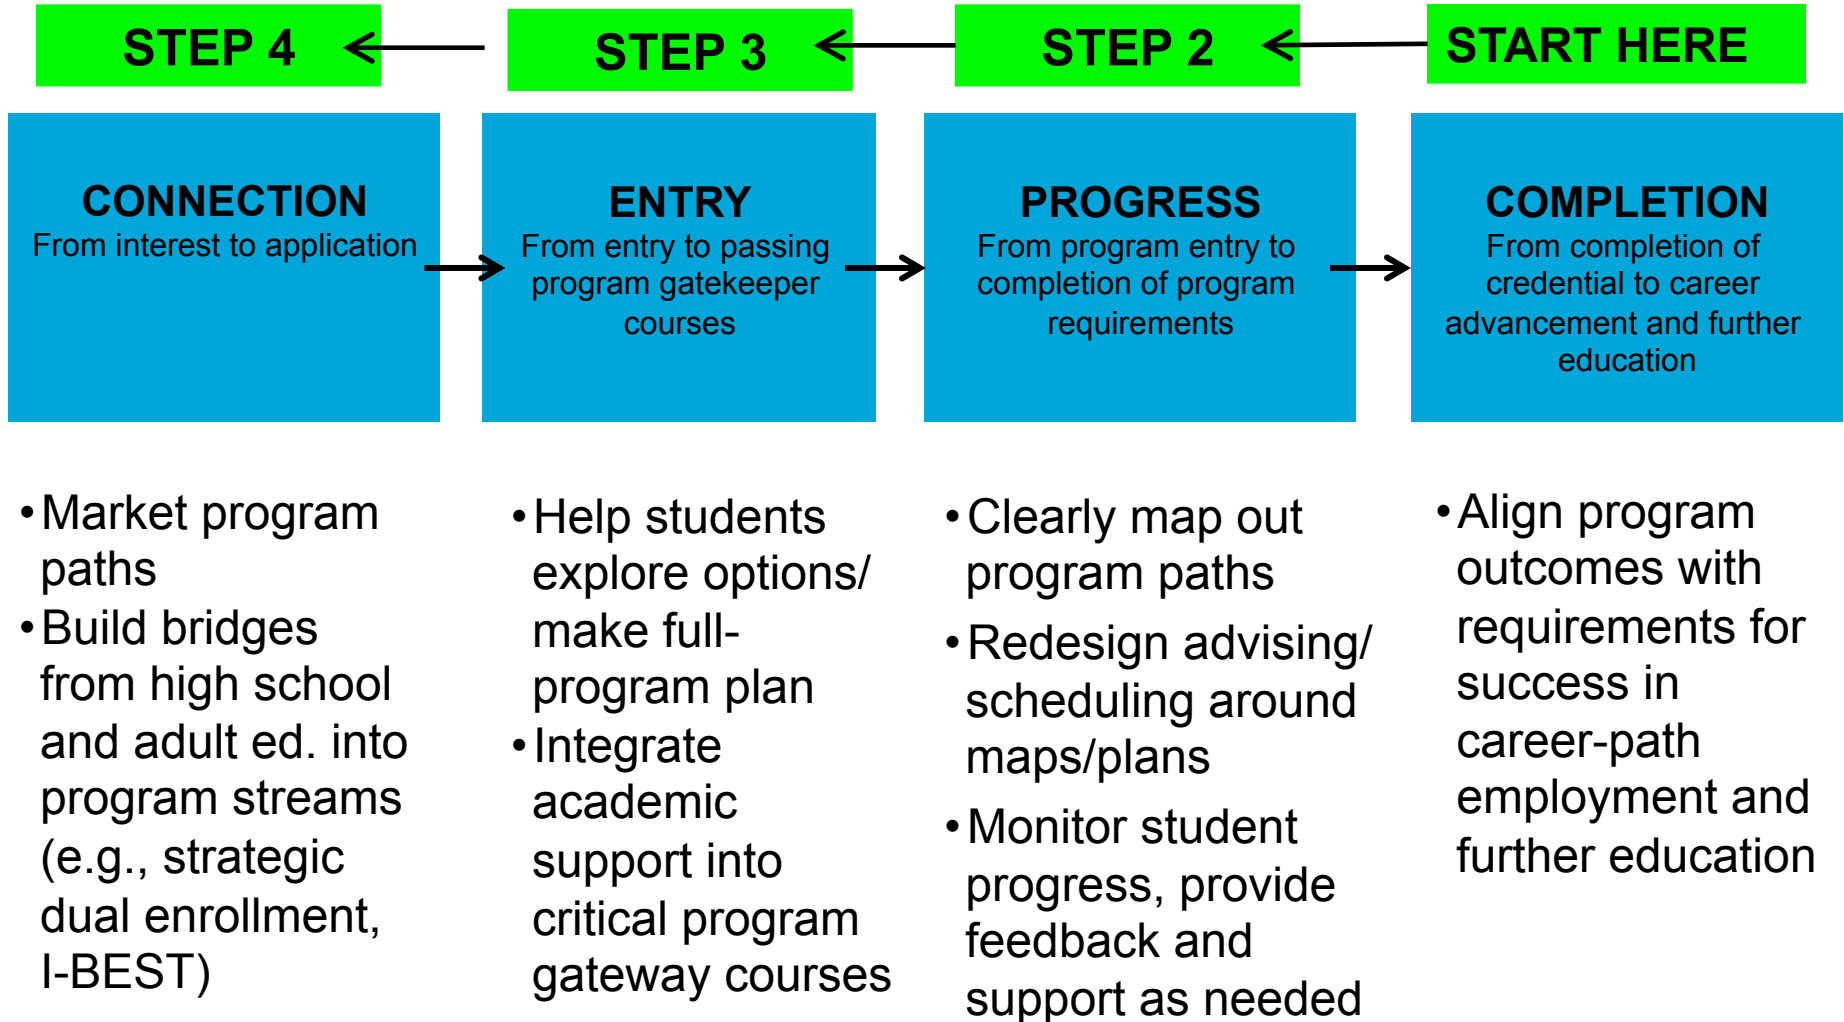 STEP 4
STEP 3
STEP 2
START HERE
CONNECTION
From interest to application
ENTRY
From entry to passing
program gatekeeper
courses
PROGRESS
From program entry to
completion of program
requirements
COMPLETION
From completion of
credential to career
advancement and further
education
•Market program
paths
•Build bridges
from high school
and adult ed. into
program streams
(e.g., strategic
dual enrollment,
I-BEST)
•Help students
explore options/
make full-
program plan
•Integrate
academic
support into
critical program
gateway courses
•Clearly map out
program paths
•Redesign advising/
scheduling around
maps/plans
•Monitor student
progress, provide
feedback and
support as needed
•Align program
outcomes with
requirements for
success in
career-path
employment and
further education